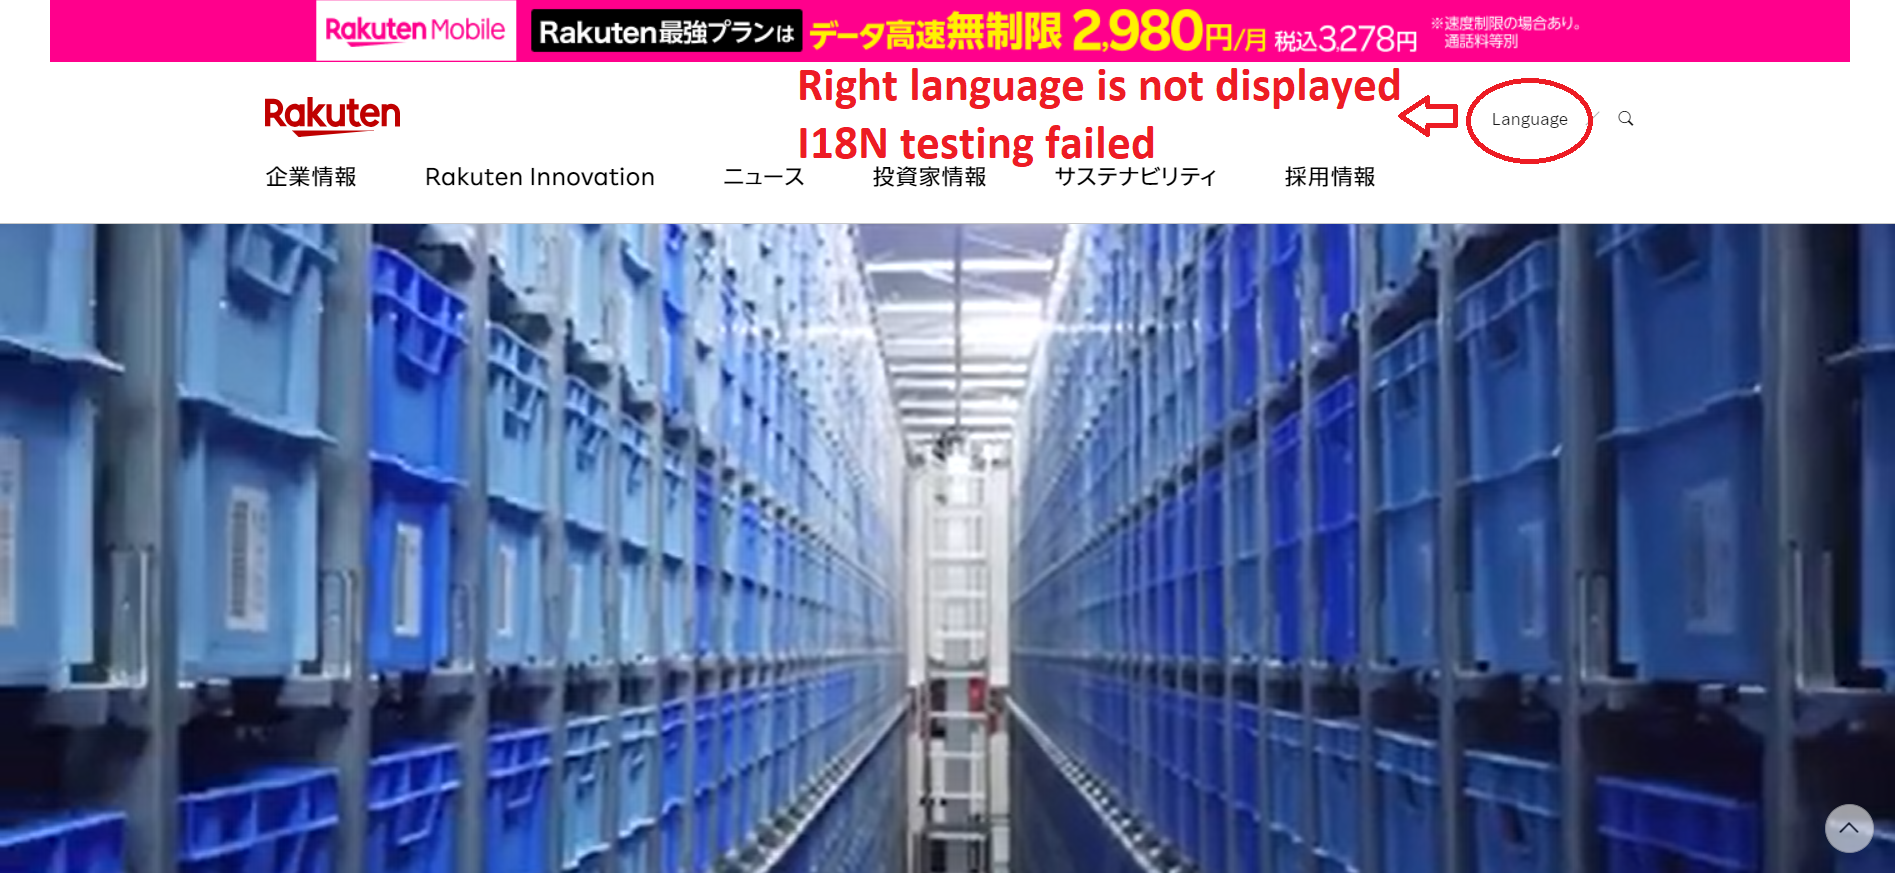 Rakuten Mobile
Rakuten最強プランは
データ高速無制限 2,980円/月 税込3,278円
※速度制限の場合あり。
通話料等別
Right language is not displayed
Rakuten
Language
I18N testing failed
企業情報 Rakuten Innovation ニュース 投資家情報 サステナビリティ 採用情報